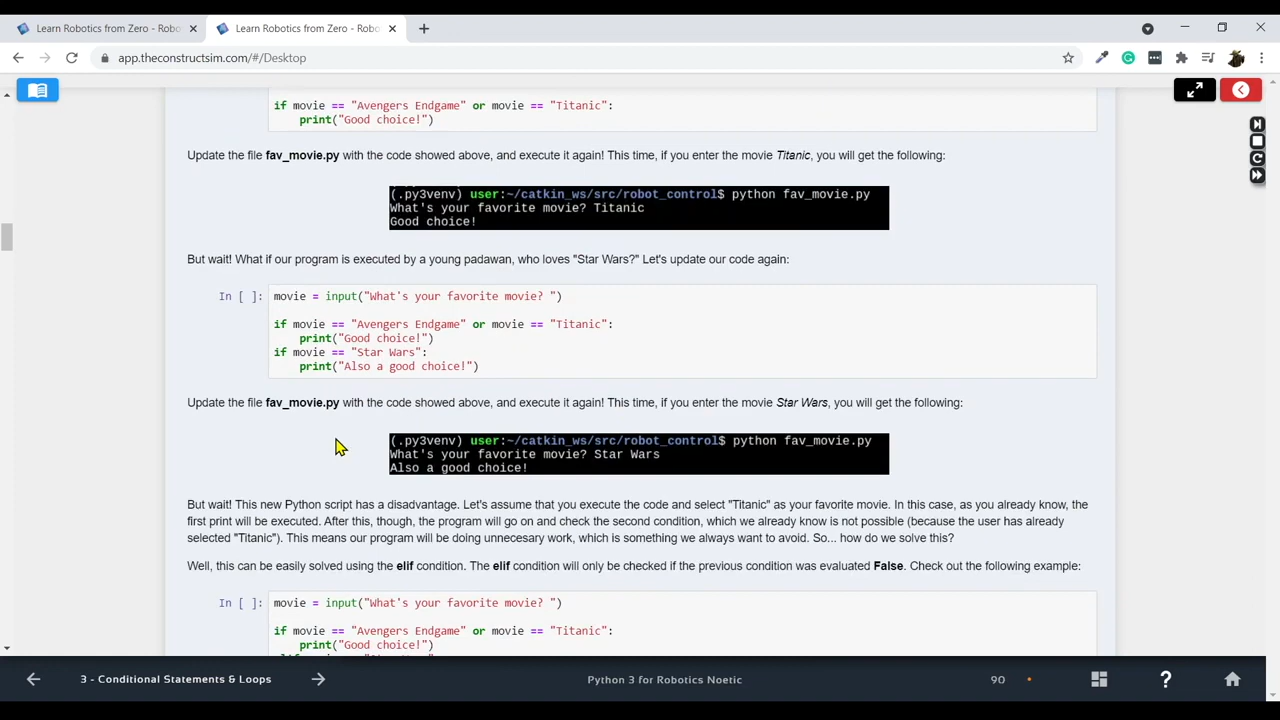 Learn Robotics from Zero - Robo
Learn Robotics from Zero - Robo
app.theconstructsim.com/#/Desktop
if movie == "Avengers Endgame" or movie == "Titanic":
print("Good choice!")
Update the file fav_movie.py with the code showed above, and execute it again! This time, if you enter the movie Titanic, you will get the following:
(.py3venv) user:~/catkin_ws/src/robot_control$ python fav_movie.py
What's your favorite movie? Titanic
Good choice!
But wait! What if our program is executed by a young padawan, who loves "Star Wars?" Let's update our code again:
In [ ]: movie = input("What's your favorite movie? ")
if movie == "Avengers Endgame" or movie == "Titanic":
print("Good choice!")
if movie == "Star Wars":
print("Also a good choice!")
Update the file fav_movie.py with the code showed above, and execute it again! This time, if you enter the movie Star Wars, you will get the following:
(.py3venv) user:~/catkin_ws/src/robot_control$ python fav_movie.py
What's your favorite movie? Star Wars
Also a good choice!
But wait! This new Python script has a disadvantage. Let's assume that you execute the code and select "Titanic" as your favorite movie. In this case, as you already know, the
first print will be executed. After this, though, the program will go on and check the second condition, which we already know is not possible (because the user has already
selected "Titanic"). This means our program will be doing unnecesary work, which is something we always want to avoid. So... how do we solve this?
Well, this can be easily solved using the elif condition. The elif condition will only be checked if the previous condition was evaluated False. Check out the following example:
In [ ]: movie = input("What's your favorite movie? ")
if movie == "Avengers Endgame" or movie == "Titanic":
print("Good choice!")
3 - Conditional Statements & Loops
Python 3 for Robotics Noetic
90
?